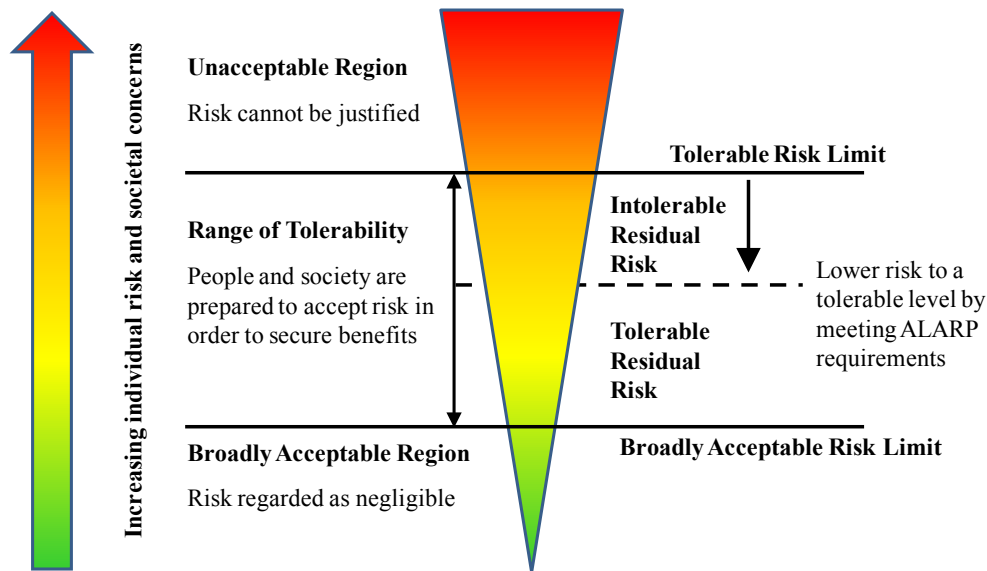 Increasing individual risk and societal concerns
Unacceptable Region
Risk cannot be justified
Tolerable Risk Limit
Range of Tolerability
People and society are
prepared to accept risk in
order to secure benefits
Intolerable
Residual
Risk
Lower risk to a
tolerable level by
meeting ALARP
requirements
Tolerable
Residual
Risk
Broadly Acceptable Region
Broadly Acceptable Risk Limit
Risk regarded as negligible